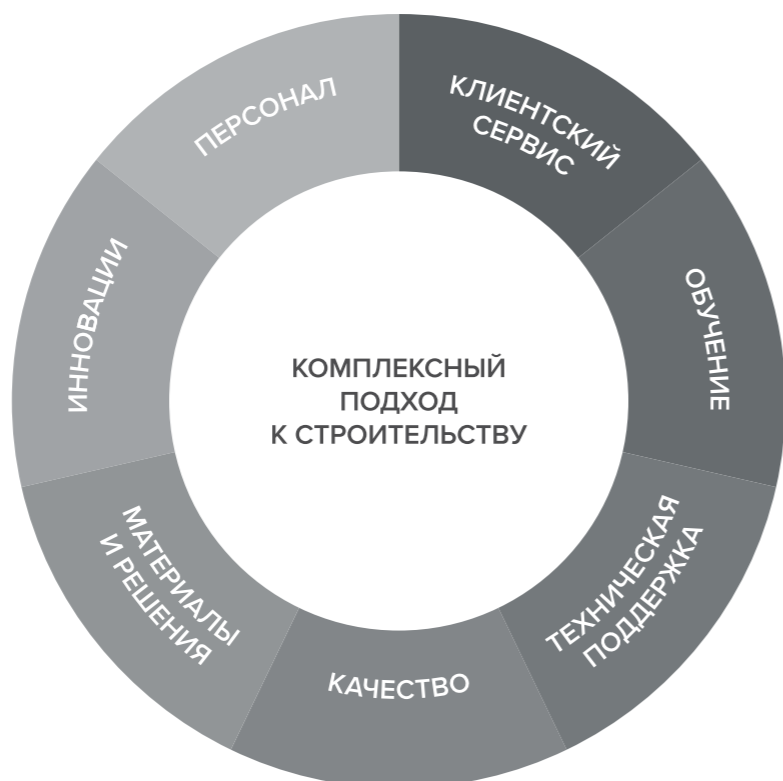 КЛИЕНТСКИЙ
СЕРВИС
ОБУЧЕНИЕ
ТЕХНИЧЕСКАЯ
ПОДДЕРЖКА
КАЧЕСТВО
МАТЕРИАЛЫ
И РЕШЕНИЯ
ИННОВАЦИИ
ПЕРСОНАЛ
КОМПЛЕКСНЫЙ
ПОДХОД
К СТРОИТЕЛЬСТВУ